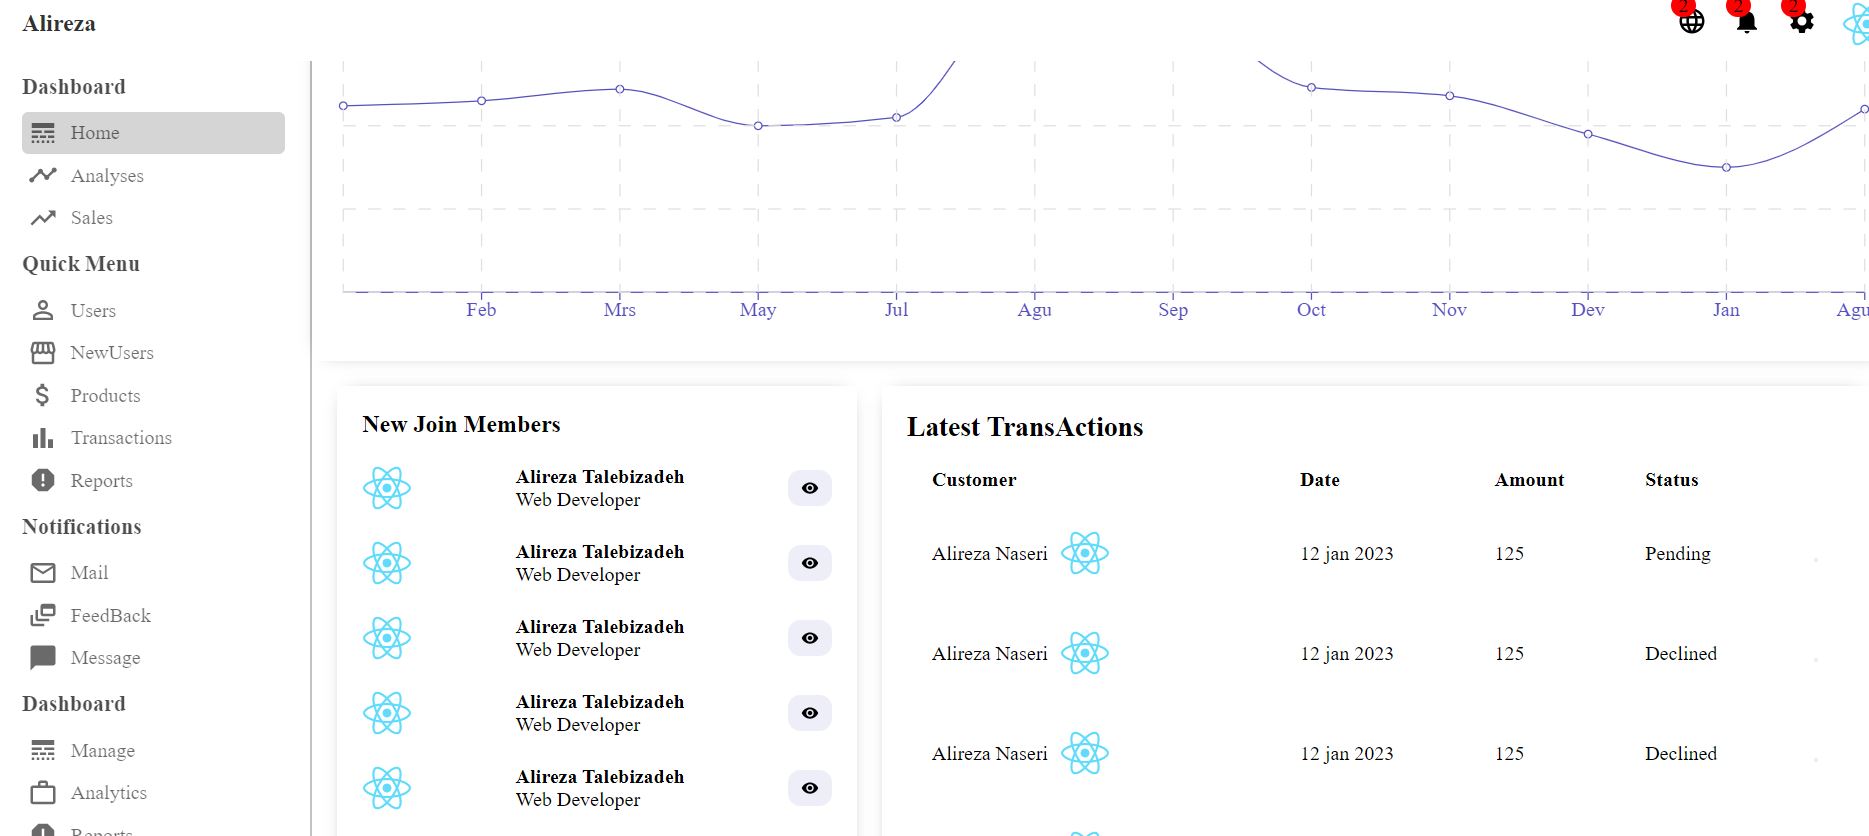 Alireza
2 2 2
Dashboard
Home
Analyses
Sales
Quick Menu
Users
NewUsers
Products
Transactions
Reports
Notifications
Mail
FeedBack
Message
Dashboard
Manage
Analytics
Reports
Feb Mrs May Jul Agu Sep Oct Nov Dev Jan Agu
New Join Members
Alireza Talebizadeh
Web Developer
Alireza Talebizadeh
Web Developer
Alireza Talebizadeh
Web Developer
Alireza Talebizadeh
Web Developer
Alireza Talebizadeh
Web Developer
Latest TransActions
Customer Date Amount Status
Alireza Naseri 12 jan 2023 125 Pending
Alireza Naseri 12 jan 2023 125 Declined
Alireza Naseri 12 jan 2023 125 Declined